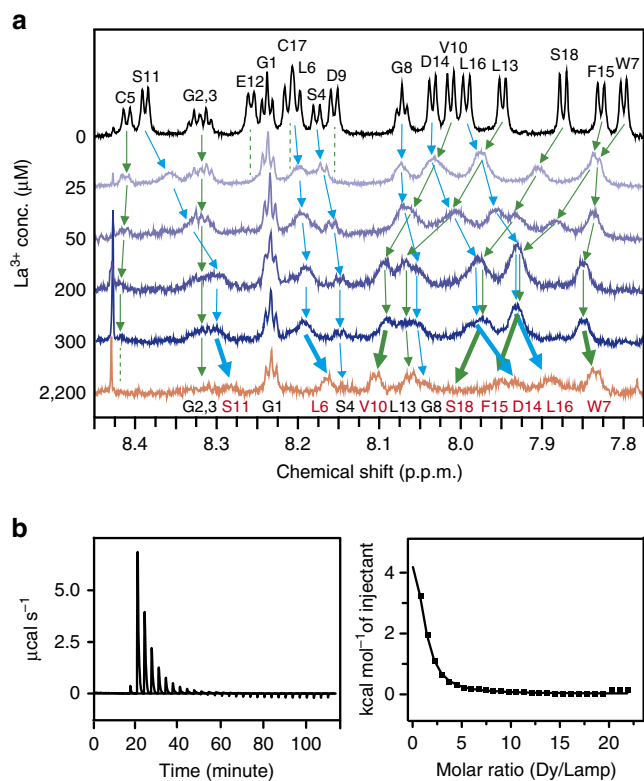 a
C17
V10
S11
G1
L6
G8
D14
L16
L13
S18
C5
G2,3
E12
S4
D9
F15
W7
La3+ conc. (μM)
0
25
50
200
300
2,200
G2,3 S11 G1 L6 S4 V10 L13 G8 S18 F15 D14 L16 W7
8.4 8.3 8.2 8.1 8.0 7.9 7.8
Chemical shift (p.p.m.)
b
μcal s−1
5.0
2.5
0
0 20 40 60 80 100
Time (minute)
kcal mol−1 of injectant
4
2
0
0 5 10 15 20
Molar ratio (Dy/Lamp)